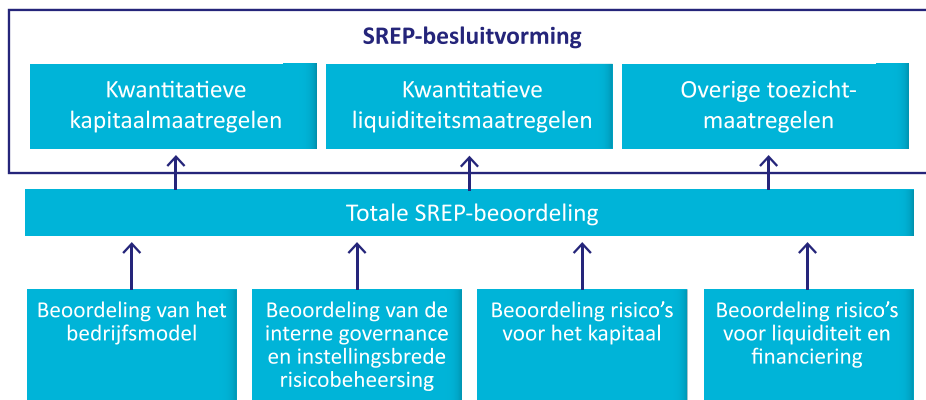 SREP-besluitvorming
Kwantitatieve
kapitaalmaatregelen
Kwantitatieve
liquiditeitsmaatregelen
Overige toezicht-
maatregelen
Totale SREP-beoordeling
Beoordeling van het
bedrijfsmodel
Beoordeling van de
interne governance
en instellingsbrede
risicobeheersing
Beoordeling risico’s
voor het kapitaal
Beoordeling risico’s
voor liquiditeit en
financiering